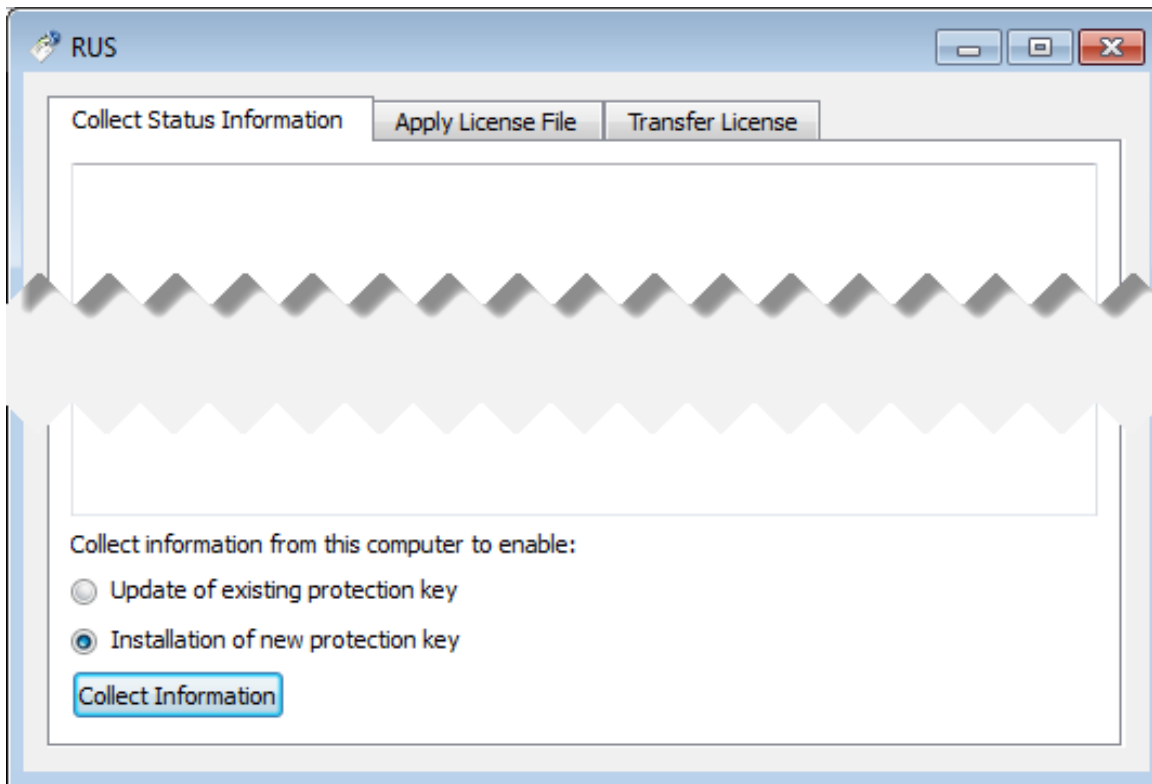 RUS
Collect Status Information
Apply License File
Transfer License
Collect information from this computer to enable:
Update of existing protection key
Installation of new protection key
Collect Information